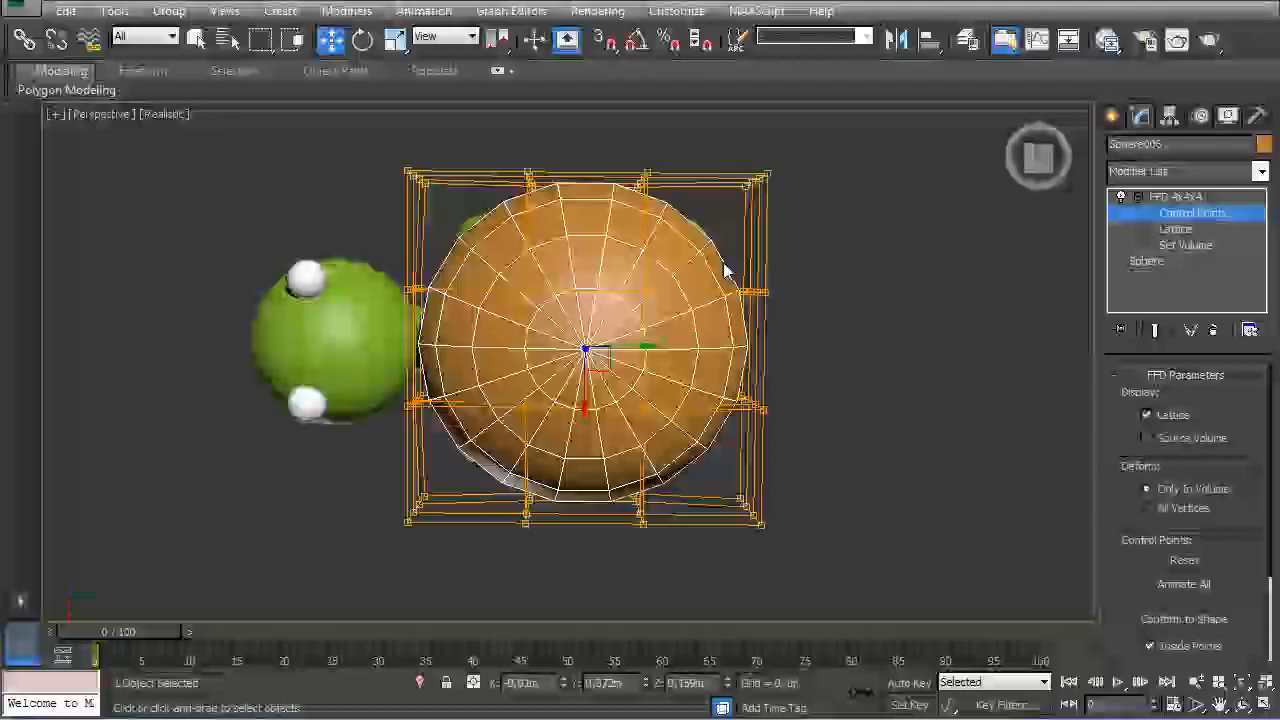 Edit Tools Group Views Create Modifiers Animation Graph Editors Rendering Customize MAXScript Help
All View
Modeling Freeform Selection Object Paint Populate
Polygon Modeling
[+] [Perspective] [Realistic]
Sphere006
Modifier List
FFD 4x4x4
Control Points
Lattice
Set Volume
Sphere
FFD Parameters
Display:
Lattice
Source Volume
Deform:
Only In Volume
All Vertices
Control Points:
Reset
Animate All
Conform to Shape
Inside Points
0 / 100
5 10 15 20 25 30 35 40 45 50 55 60 65 70 75 80 85 90 95 100
1 Object Selected X: Y: Z: Auto Key Selected
Welcome to M. Click or click-and-drag to select objects Add Time Tag Set Key Key Filters... 0